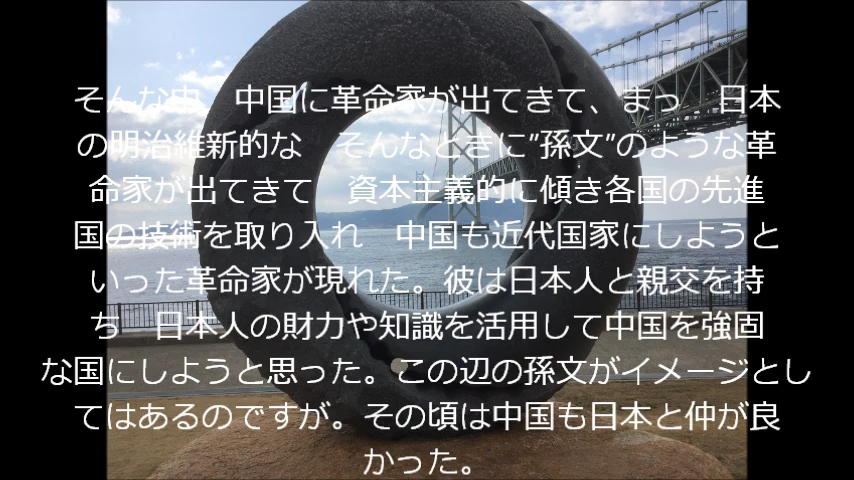 そんな中　中国に革命家が出てきて、まっ　日本
の明治維新的な　そんなときに”孫文”のような革
命家が出てきて　資本主義的に傾き各国の先進
国の技術を取り入れ　中国も近代国家にしようと
いった革命家が現れた。彼は日本人と親交を持
ち　日本人の財力や知識を活用して中国を強固
な国にしようと思った。この辺の孫文がイメージとし
てはあるのですが。その頃は中国も日本と仲が良
かった。